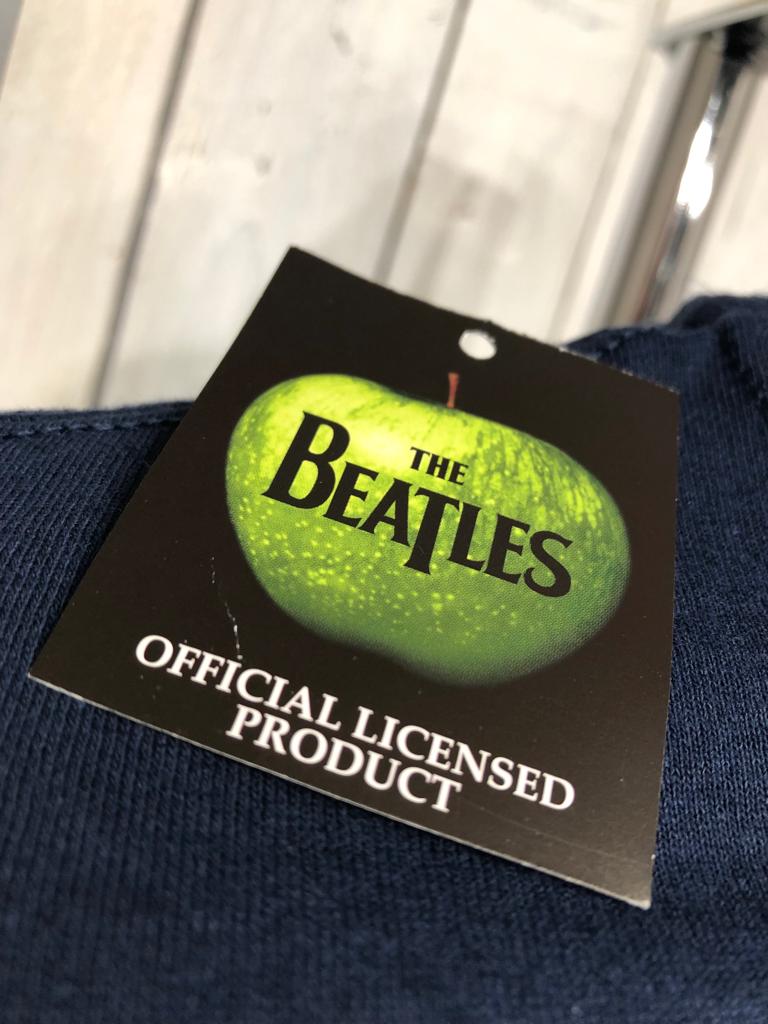 THE
BEATLES
OFFICIAL LICENSED
PRODUCT